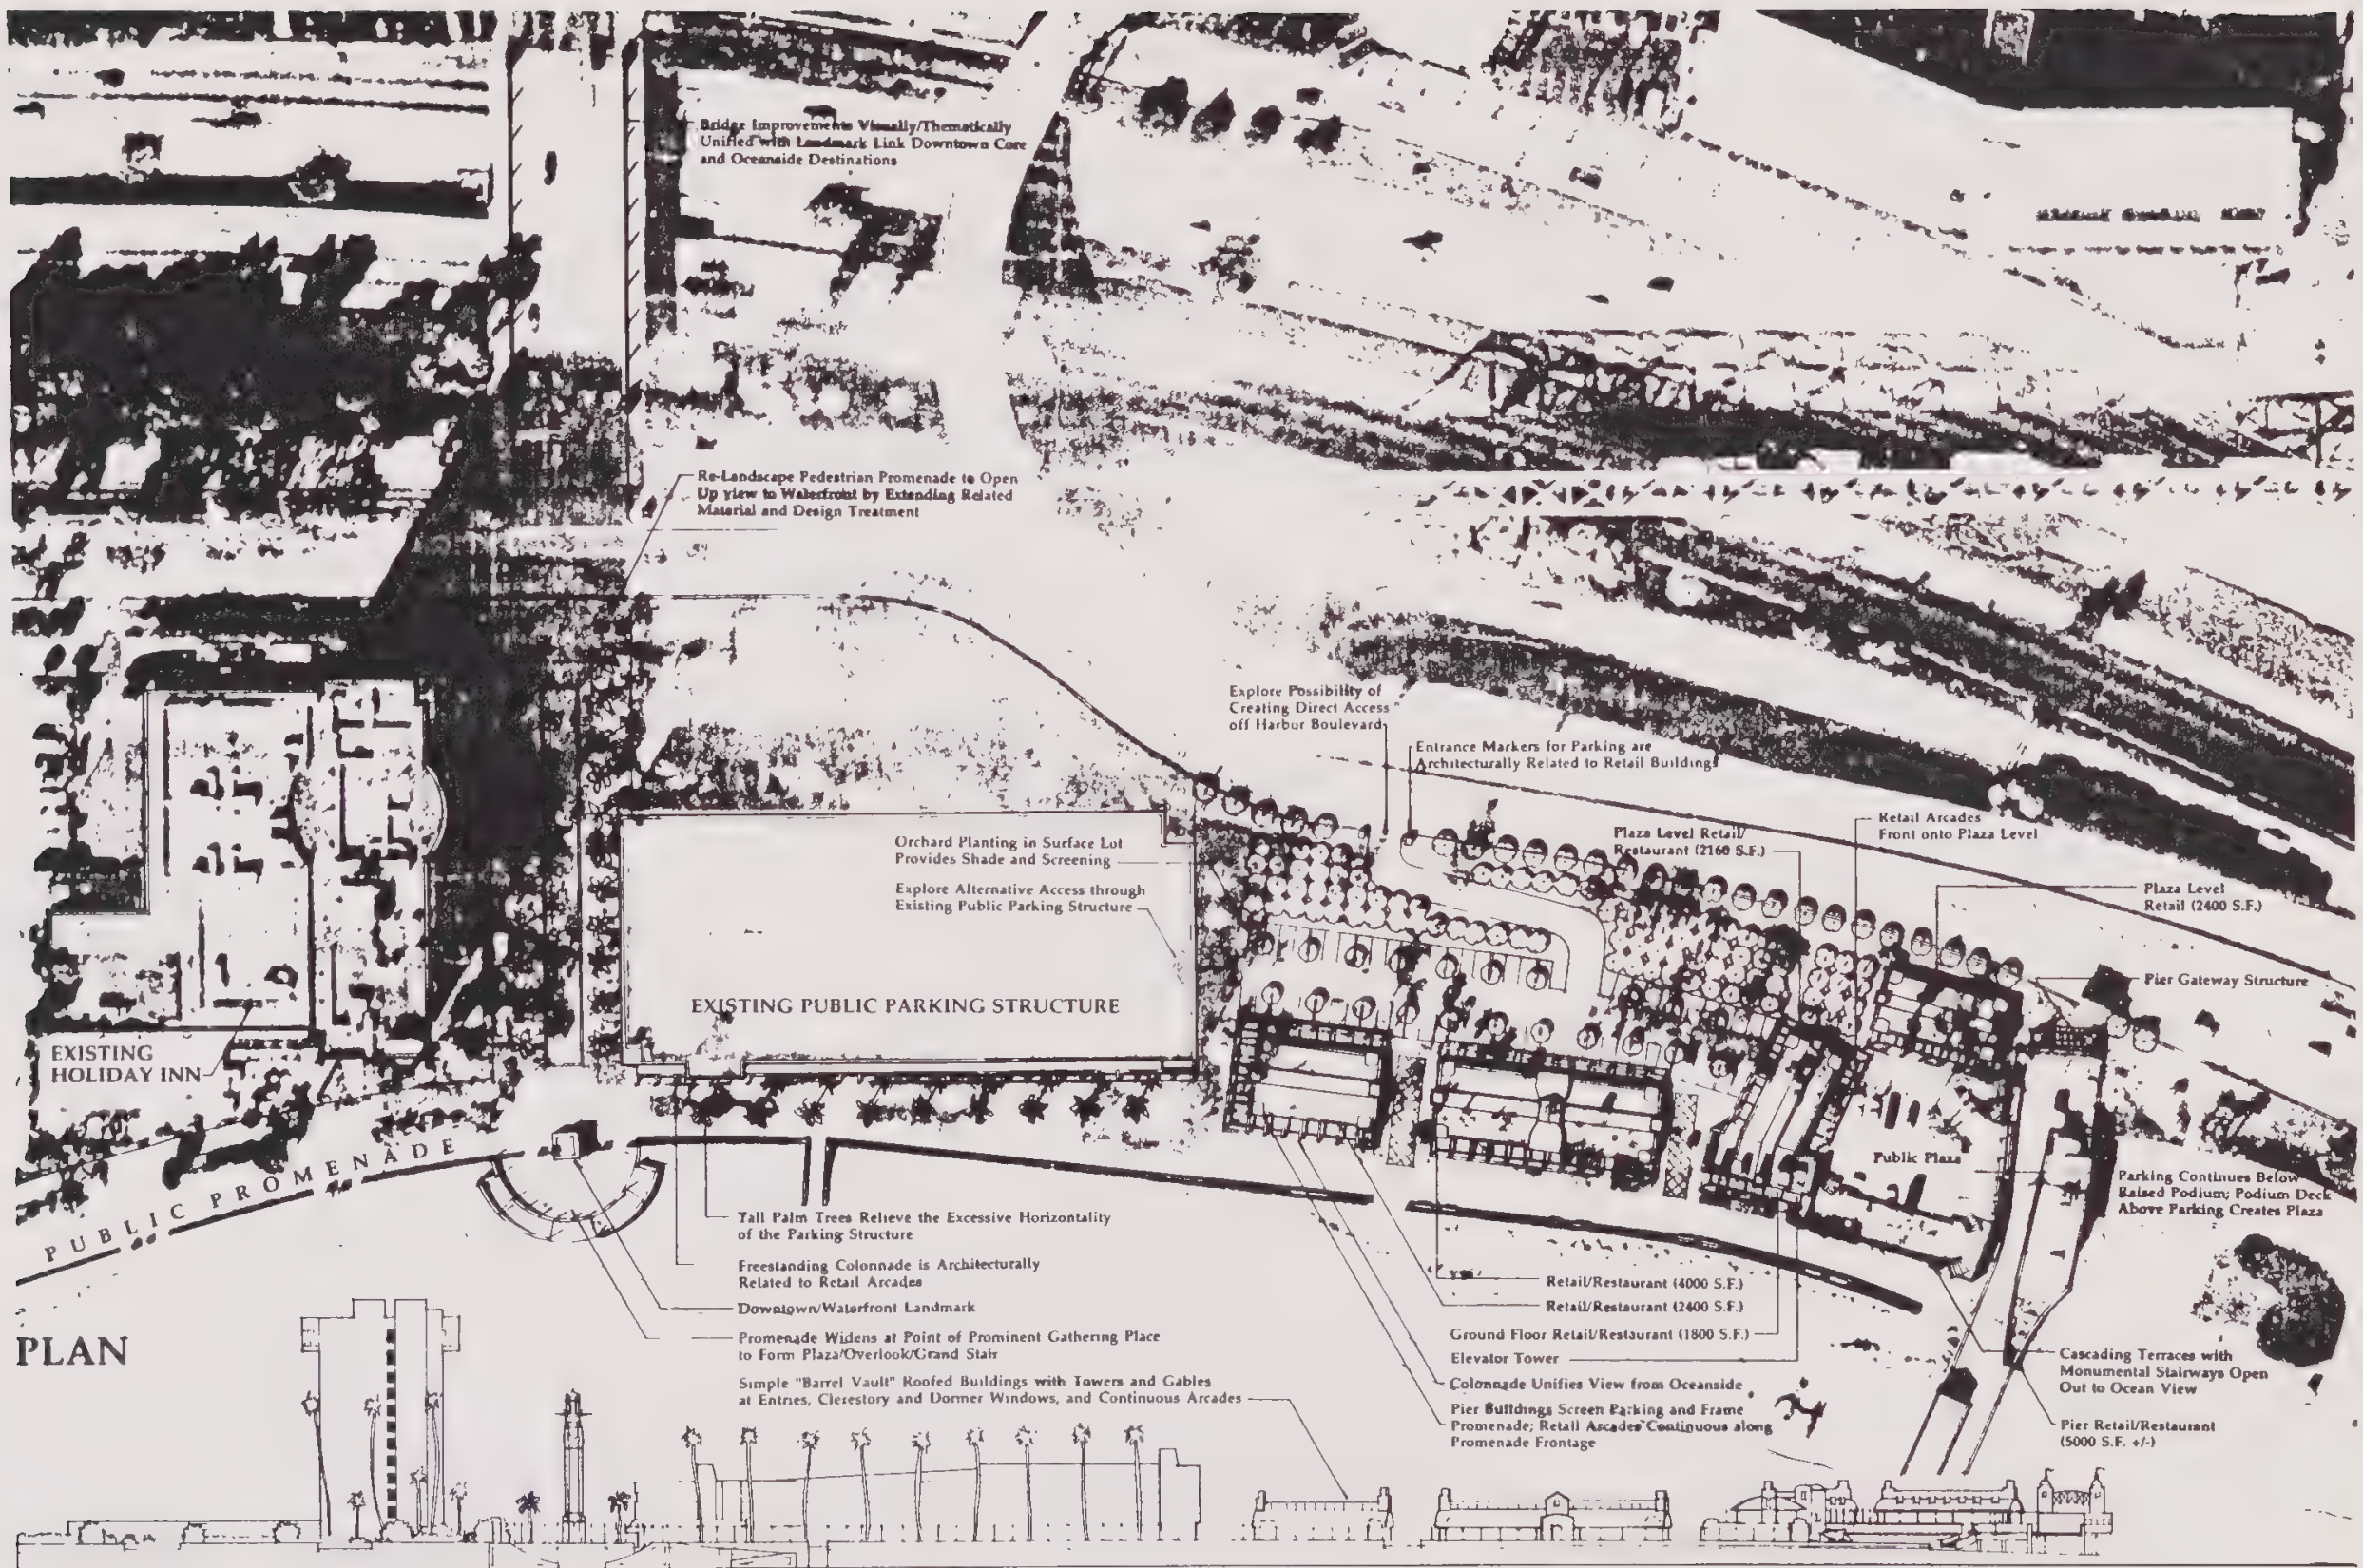 Bridge Improvements Visually/Thematically
Unified with Landmark Link Downtown Core
and Oceanside Destinations
Re-Landscape Pedestrian Promenade to Open
Up view to Waterfront by Extending Related
Material and Design Treatment
Explore Possibility of
Creating Direct Access
off Harbor Boulevard
Entrance Markers for Parking are
Architecturally Related to Retail Buildings
Orchard Planting in Surface Lot
Provides Shade and Screening
Explore Alternative Access through
Existing Public Parking Structure
Plaza Level Retail/
Restaurant (2160 S.F.)
Retail Arcades
Front onto Plaza Level
Plaza Level
Retail (2400 S.F.)
Pier Gateway Structure
EXISTING PUBLIC PARKING STRUCTURE
EXISTING
HOLIDAY INN
PUBLIC PROMENADE
Public Plaza
Parking Continues Below
Raised Podium; Podium Deck
Above Parking Creates Plaza
Tall Palm Trees Relieve the Excessive Horizontality
of the Parking Structure
Freestanding Colonnade is Architecturally
Related to Retail Arcades
Downtown/Waterfront Landmark
Promenade Widens at Point of Prominent Gathering Place
to Form Plaza/Overlook/Grand Stair
Simple "Barrel Vault" Roofed Buildings with Towers and Gables
at Entries, Clerestory and Dormer Windows, and Continuous Arcades
Retail/Restaurant (4000 S.F.)
Retail/Restaurant (2400 S.F.)
Ground Floor Retail/Restaurant (1800 S.F.)
Elevator Tower
Colonnade Unifies View from Oceanside
Pier Buildings Screen Parking and Frame
Promenade; Retail Arcades Continuous along
Promenade Frontage
Cascading Terraces with
Monumental Stairways Open
Out to Ocean View
Pier Retail/Restaurant
(5000 S.F. +/-)
PLAN